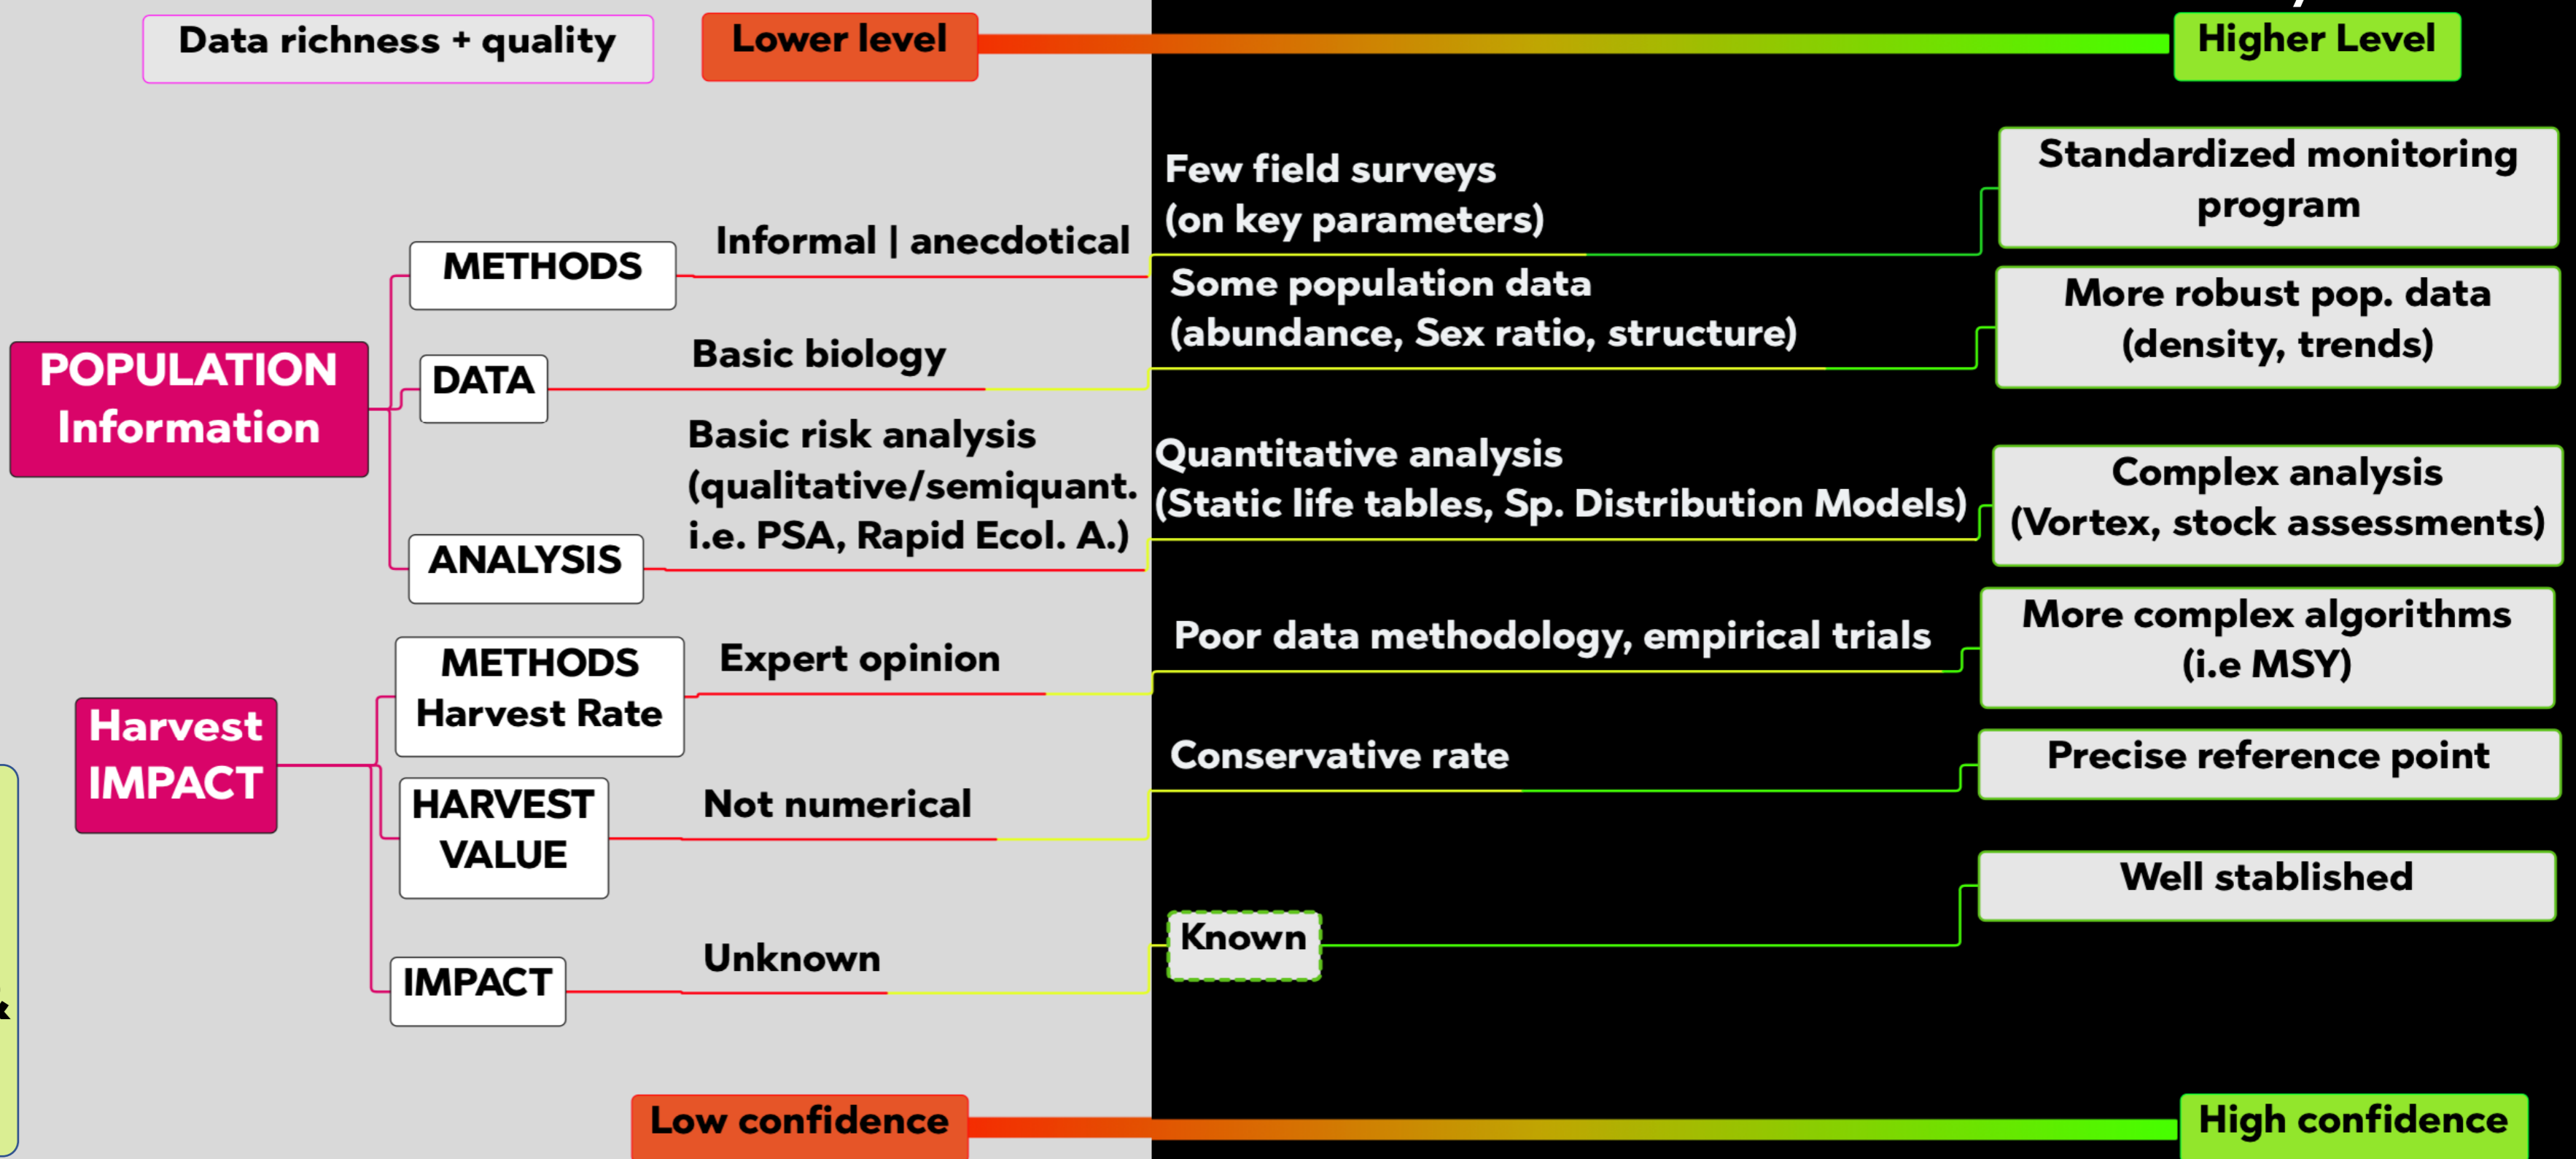 Data richness + quality
Lower level
Higher Level
POPULATION
Information
METHODS
Informal | anecdotical
Few field surveys
(on key parameters)
Standardized monitoring
program
DATA
Basic biology
Some population data
(abundance, Sex ratio, structure)
More robust pop. data
(density, trends)
ANALYSIS
Basic risk analysis
(qualitative/semiquant.
i.e. PSA, Rapid Ecol. A.)
Quantitative analysis
(Static life tables, Sp. Distribution Models)
Complex analysis
(Vortex, stock assessments)
Harvest
IMPACT
METHODS
Harvest Rate
Expert opinion
Poor data methodology, empirical trials
More complex algorithms
(i.e MSY)
HARVEST
VALUE
Not numerical
Conservative rate
Precise reference point
IMPACT
Unknown
Known
Well stablished
Low confidence
High confidence